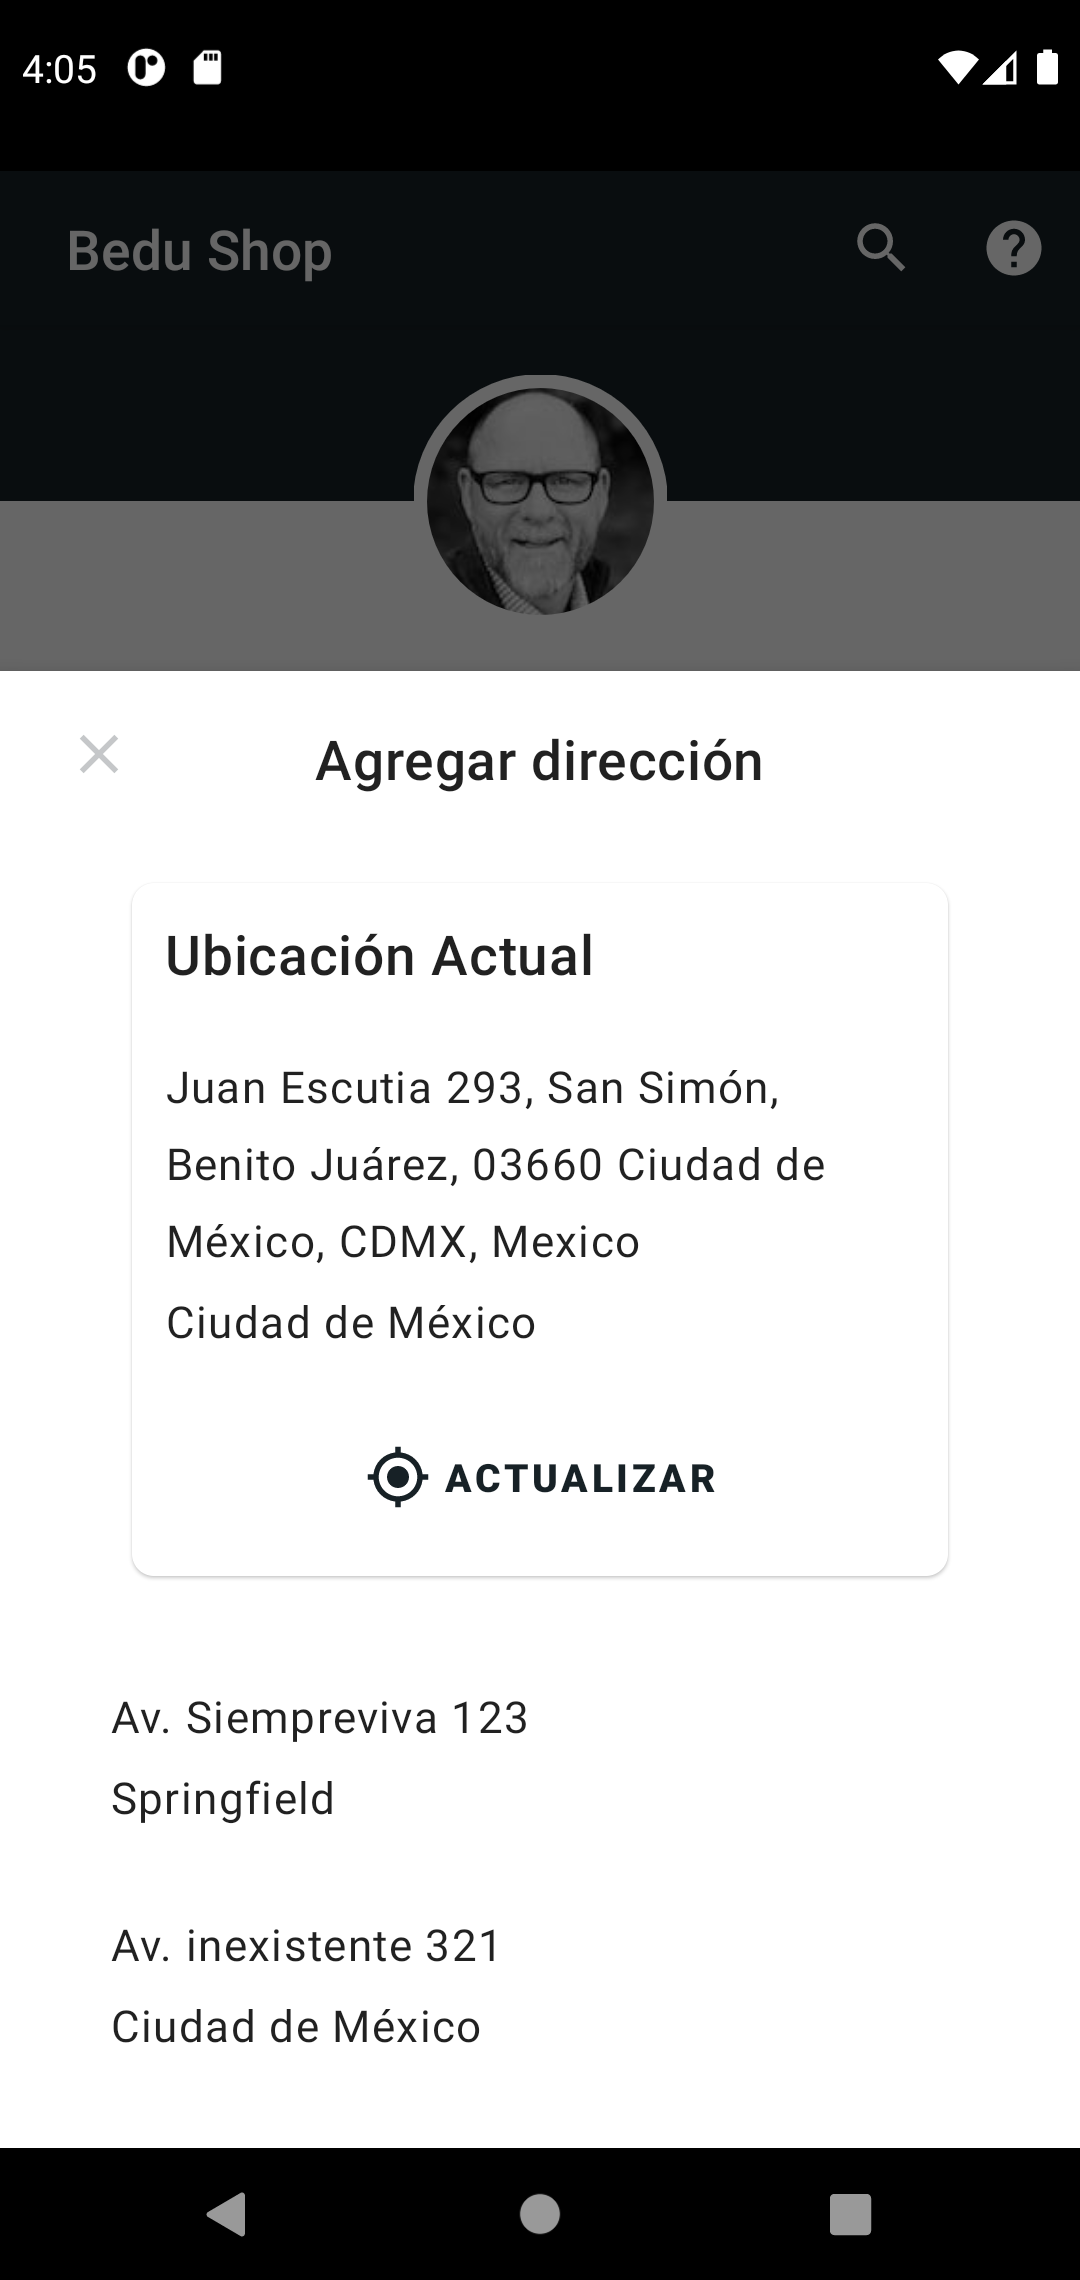 4:05
Bedu Shop
Agregar dirección
Ubicación Actual
Juan Escutia 293, San Simón,
Benito Juárez, 03660 Ciudad de
México, CDMX, Mexico
Ciudad de México
ACTUALIZAR
Av. Siempreviva 123
Springfield
Av. inexistente 321
Ciudad de México